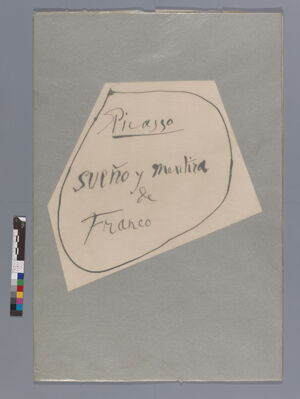 Picasso
sueño y mentira
de
Franco